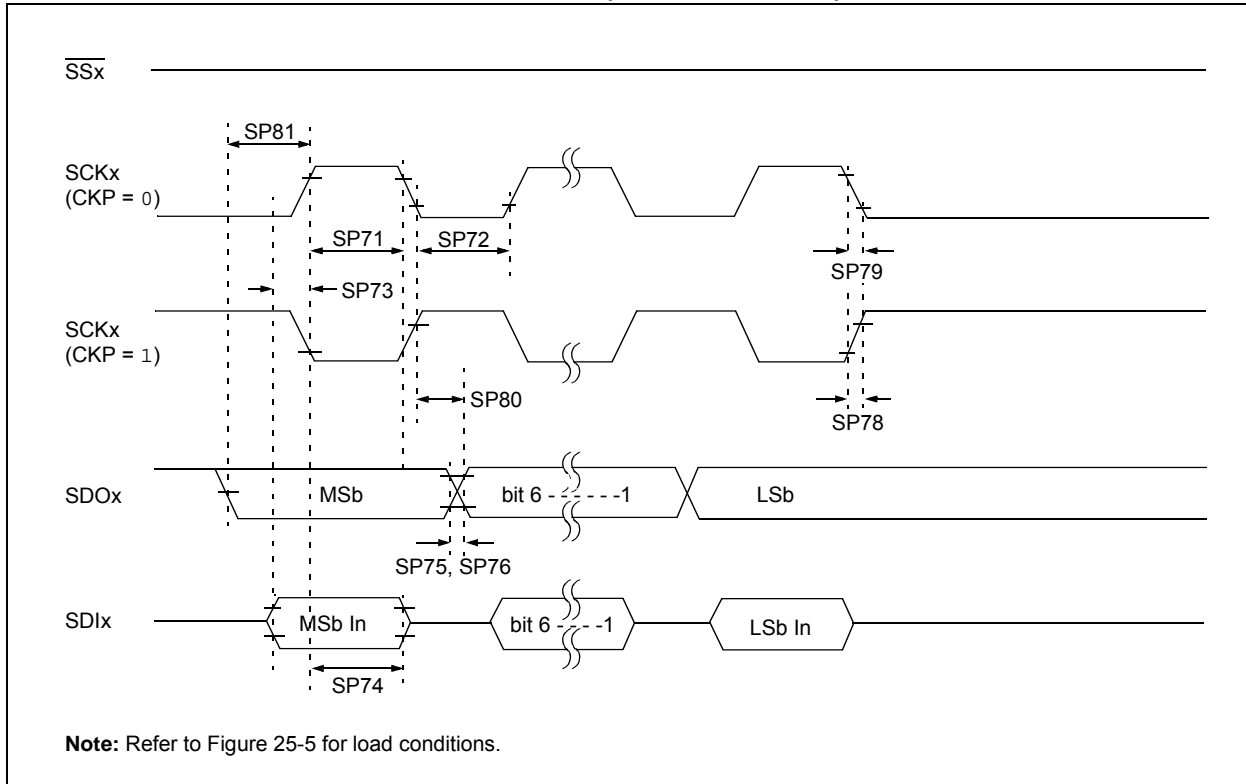 SSx
SP81
SCKx
(CKP = 0)
SP71
SP72
SP79
SP73
SCKx
(CKP = 1)
SP80
SP78
SDOx
MSb
bit 6 - - - - - -1
LSb
SP75, SP76
SDIx
MSb In
bit 6 - - - -1
LSb In
SP74
Note: Refer to Figure 25-5 for load conditions.